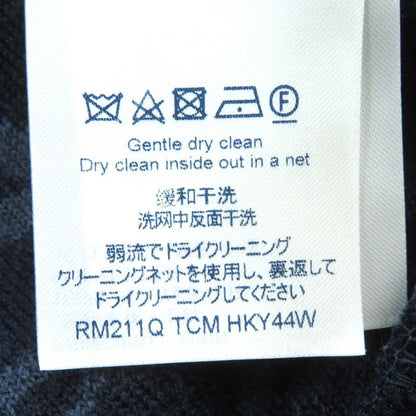 F
Gentle dry clean
Dry clean inside out in a net
缓和干洗
洗网中反面干洗
弱流でドライクリーニング
クリーニングネットを使用し、裏返して
ドライクリーニングしてください
RM211Q TCM HKY44W